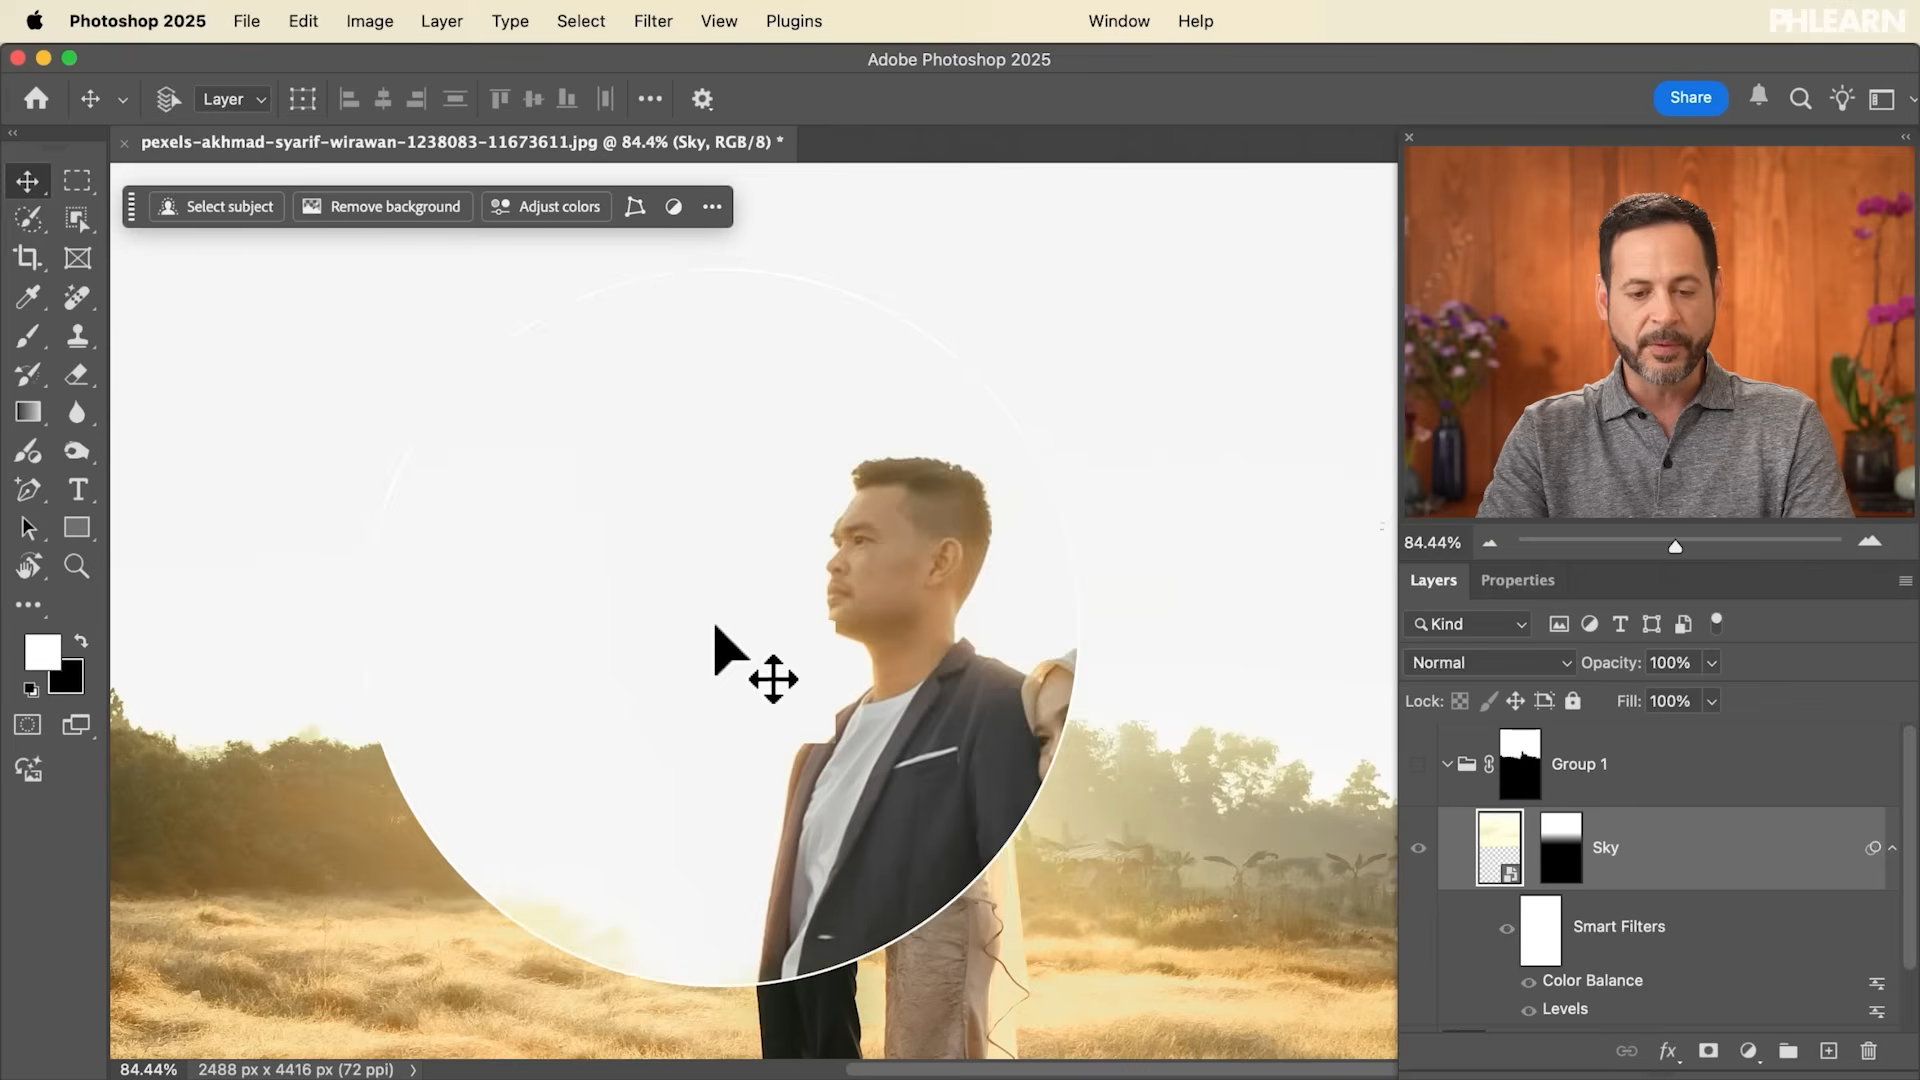 Photoshop 2025 File Edit Image Layer Type Select Filter View Plugins Window Help
PHLEARN
Adobe Photoshop 2025
Layer
Share
pexels-akhmad-syarif-wirawan-1238083-11673611.jpg @ 84.4% (Sky, RGB/8) *
Select subject
Remove background
Adjust colors
84.44%
Layers Properties
Kind
Normal Opacity: 100%
Lock: Fill: 100%
Group 1
Sky
Smart Filters
Color Balance
Levels
84.44% 2488 px x 4416 px (72 ppi)